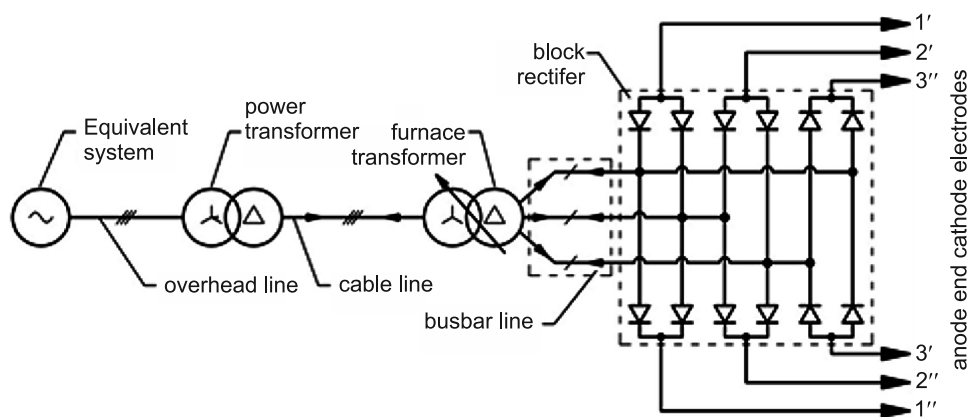 Equivalent
system
power
transformer
furnace
transformer
block
rectifer
overhead line
cable line
busbar line
1′
2′
3′′
3′
2′′
1′′
anode end cathode electrodes